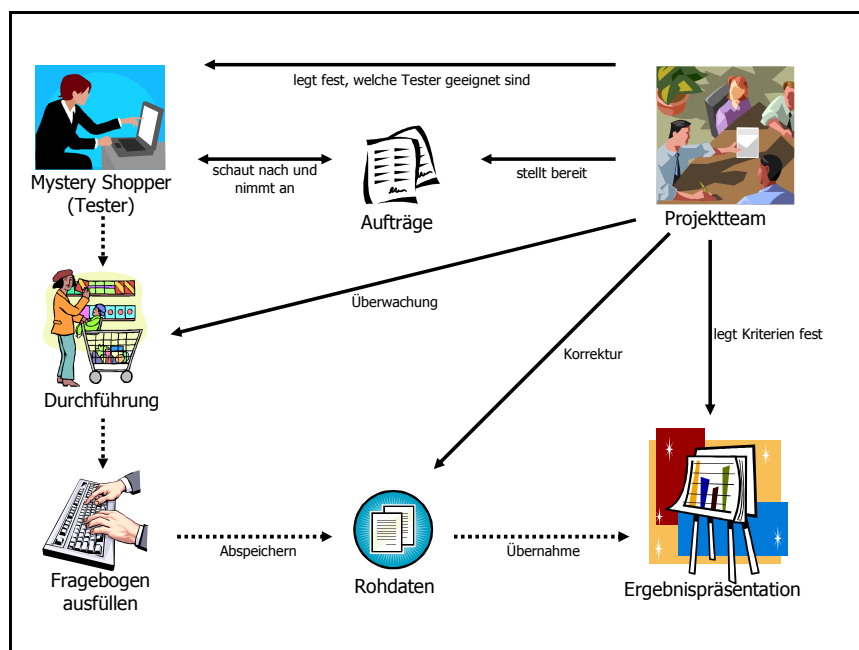 legt fest, welche Tester geeignet sind
Mystery Shopper
(Tester)
schaut nach und
nimmt an
Aufträge
stellt bereit
Projektteam
Überwachung
Durchführung
Korrektur
legt Kriterien fest
Fragebogen
ausfüllen
Abspeichern
Rohdaten
Übernahme
Ergebnispräsentation